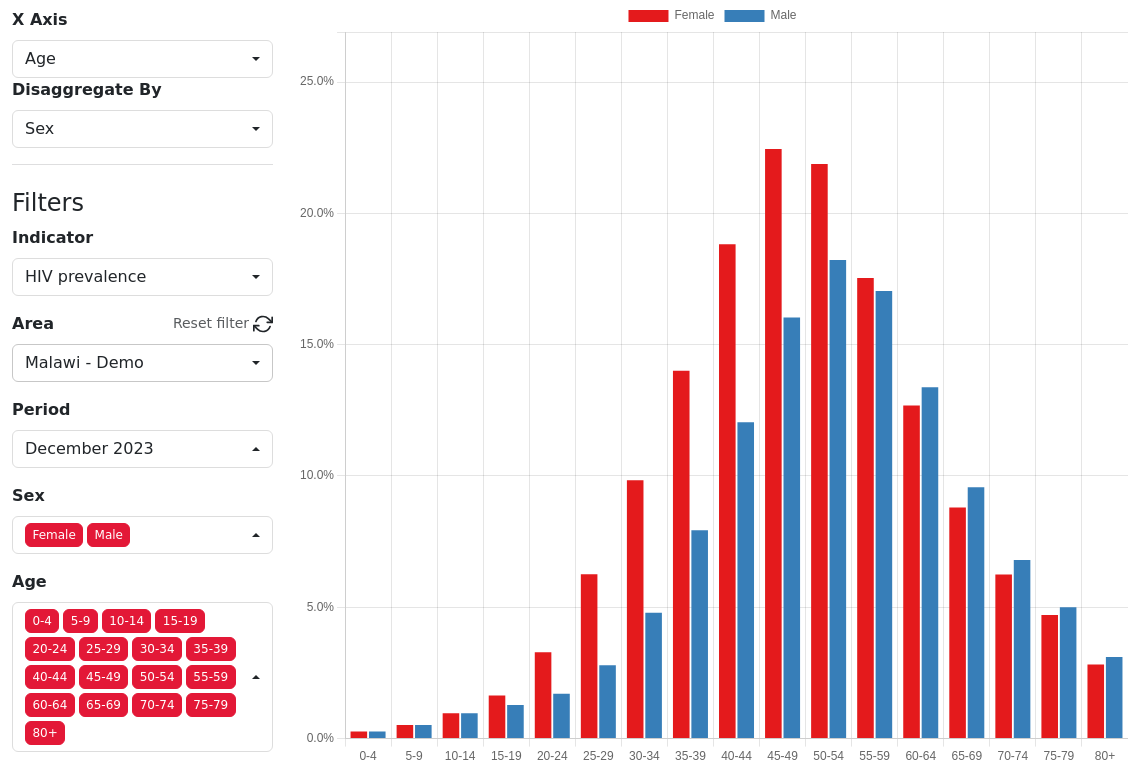 X Axis
Age
Disaggregate By
Sex
Filters
Indicator
HIV prevalence
Area
Reset filter
Malawi - Demo
Period
December 2023
Sex
Female Male
Age
0-4 5-9 10-14 15-19
20-24 25-29 30-34 35-39
40-44 45-49 50-54 55-59
60-64 65-69 70-74 75-79
80+
Female Male
25.0%
20.0%
15.0%
10.0%
5.0%
0.0%
0-4 5-9 10-14 15-19 20-24 25-29 30-34 35-39 40-44 45-49 50-54 55-59 60-64 65-69 70-74 75-79 80+